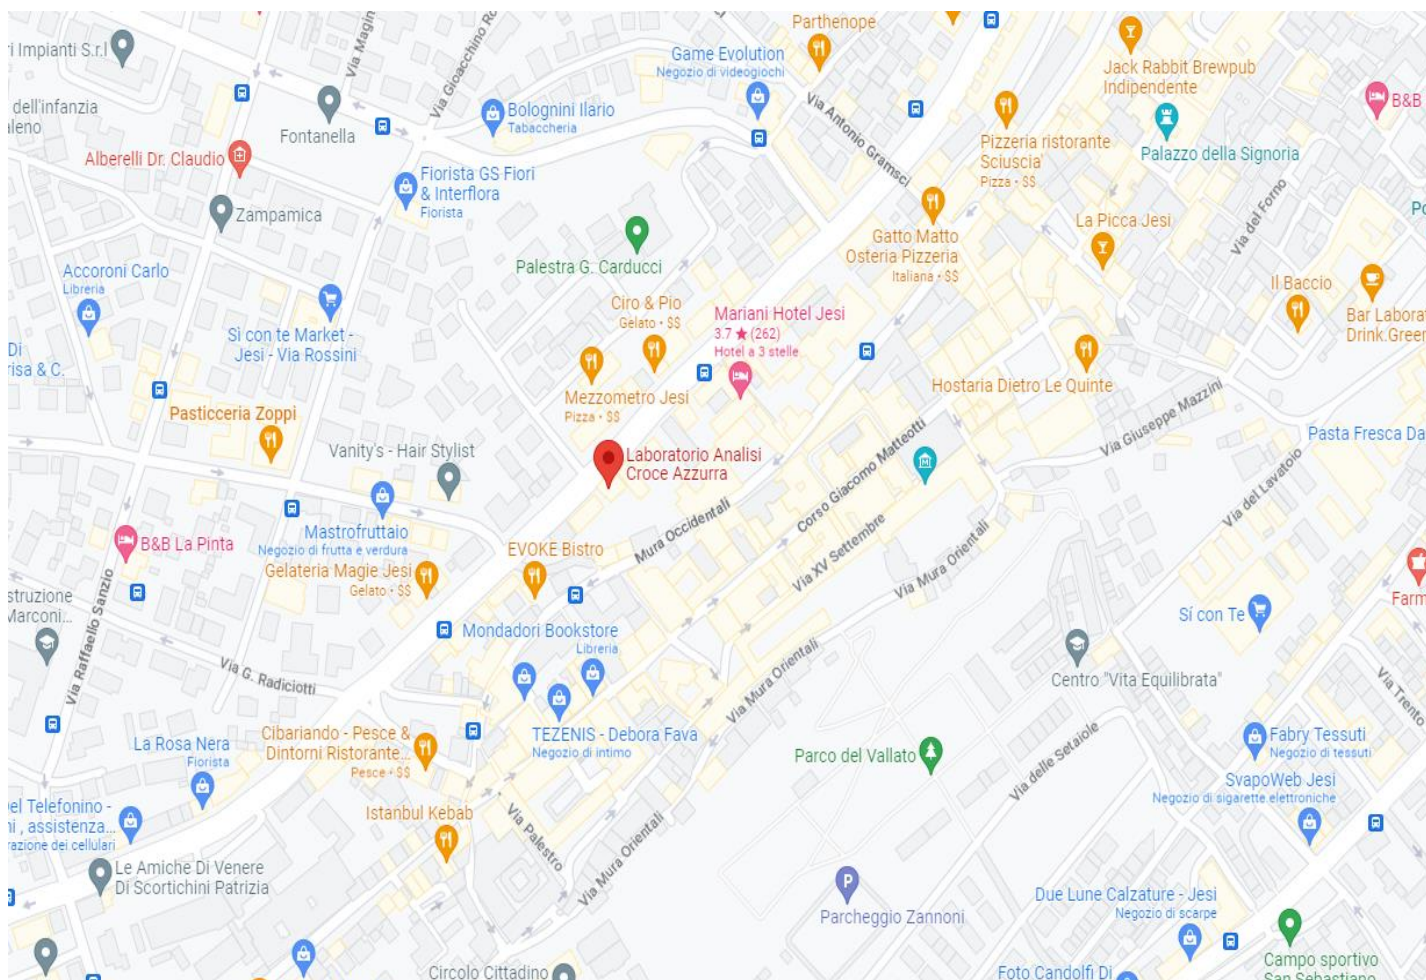 Parthenope
ri Impianti S.r.l
Via Magin
Via Gioacchino Ro
Game Evolution
Negozio di videogiochi
Jack Rabbit Brewpub
Indipendente
dell'infanzia
aleno
Fontanella
Bolognini Ilario
Tabaccheria
Via Antonio Gramsci
B&B
Pizzeria ristorante
Sciuscia'
Pizza · $$
Palazzo della Signoria
Alberelli Dr. Claudio
Fiorista GS Fiori
& Interflora
Fiorista
Zampamica
Via del Forno
Po
La Picca Jesi
Gatto Matto
Osteria Pizzeria
Italiana · $$
Palestra G. Carducci
Accoroni Carlo
Libreria
Il Baccio
Bar Laborat
Drink.Green
Ciro & Pio
Gelato · $$
Mariani Hotel Jesi
3.7 ★ (262)
Hotel a 3 stelle
Sì con te Market -
Jesi - Via Rossini
Di
risa & C.
Mezzometro Jesi
Pizza · $$
Hostaria Dietro Le Quinte
Via Giuseppe Mazzini
Pasticceria Zoppi
Corso Giacomo Matteotti
Pasta Fresca Da
Vanity's - Hair Stylist
Laboratorio Analisi
Croce Azzurra
Via del Lavatoio
Mura Occidentali
Via XV Settembre
Via Mura Orientali
Mastrofruttaio
Negozio di frutta e verdura
B&B La Pinta
EVOKE Bistro
Gelateria Magie Jesi
Gelato · $$
struzione
Marconi...
Via Raffaello Sanzio
Farm
Sí con Te
Mondadori Bookstore
Libreria
Via G. Radiciotti
Via Mura Orientali
Centro "Vita Equilibrata"
Via Trento
Cibariando - Pesce &
Dintorni Ristorante...
Pesce · $$
TEZENIS - Debora Fava
Negozio di intimo
La Rosa Nera
Fiorista
Parco del Vallato
Via delle Setaiole
Fabry Tessuti
Negozio di tessuti
SvapoWeb Jesi
Negozio di sigarette elettroniche
el Telefonino -
ni , assistenza...
razione dei cellulari
Istanbul Kebab
Via Palestro
Via Mura Orientali
Le Amiche Di Venere
Di Scortichini Patrizia
P
Parcheggio Zannoni
Due Lune Calzature - Jesi
Negozio di scarpe
Circolo Cittadino
Foto Candolfi Di
Campo sportivo
San Sebastiano